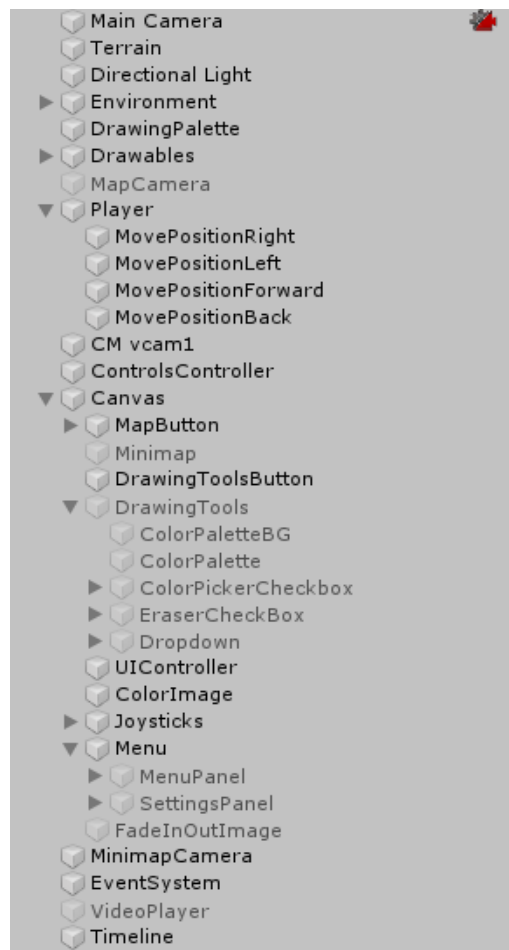 Main Camera
Terrain
Directional Light
Environment
DrawingPalette
Drawables
MapCamera
Player
MovePositionRight
MovePositionLeft
MovePositionForward
MovePositionBack
CM vcam1
ControlsController
Canvas
MapButton
Minimap
DrawingToolsButton
DrawingTools
ColorPaletteBG
ColorPalette
ColorPickerCheckbox
EraserCheckBox
Dropdown
UIController
ColorImage
Joysticks
Menu
MenuPanel
SettingsPanel
FadeInOutImage
MinimapCamera
EventSystem
VideoPlayer
Timeline